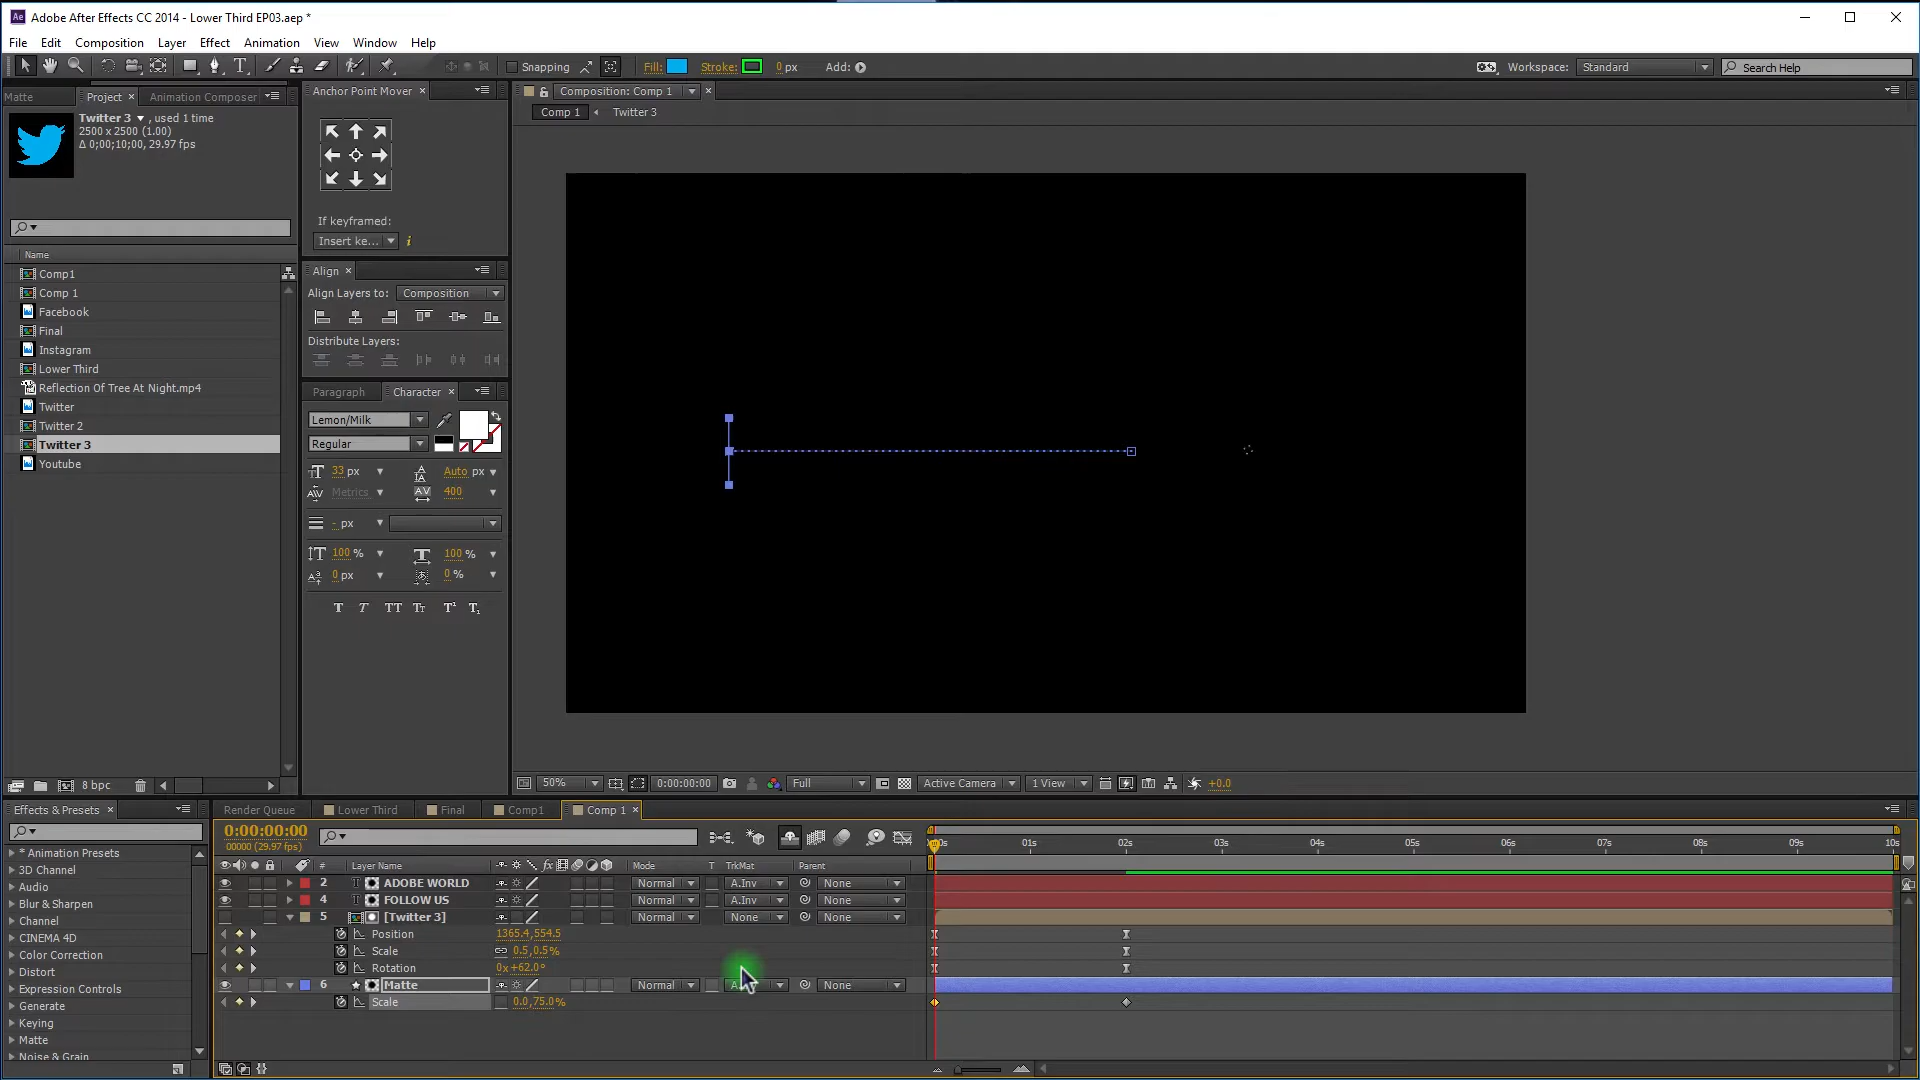 Adobe After Effects CC 2014 - Lower Third EP03.aep *
File Edit Composition Layer Effect Animation View Window Help
Snapping Fill: Stroke: 0 px Add: Workspace: Standard Search Help
Matte Project Animation Composer
Twitter 3 , used 1 time
2500 x 2500 (1.00)
Δ 0;00;10;00, 29.97 fps
Name
Comp1
Comp 1
Facebook
Final
Instagram
Lower Third
Reflection Of Tree At Night.mp4
Twitter
Twitter 2
Twitter 3
Youtube
8 bpc
Anchor Point Mover
If keyframed:
Insert ke...
Align
Align Layers to: Composition
Distribute Layers:
Paragraph Character
Lemon/Milk
Regular
33 px Auto px
Metrics 400
- px
100 % 100 %
0 px 0 %
Composition: Comp 1
Comp 1 Twitter 3
50% 0:00:00:00 Full Active Camera 1 View +0.0
Effects & Presets
* Animation Presets
3D Channel
Audio
Blur & Sharpen
Channel
CINEMA 4D
Color Correction
Distort
Expression Controls
Generate
Keying
Matte
Noise & Grain
Render Queue Lower Third Final Comp1 Comp 1
0:00:00:00
00000 (29.97 fps)
# Layer Name Mode T TrkMat Parent
2 ADOBE WORLD Normal A.Inv None
4 FOLLOW US Normal A.Inv None
5 [Twitter 3] Normal None None
Position 1365.4,554.5
Scale 0.5,0.5%
Rotation 0x+62.0°
6 Matte Normal None
Scale 0.0,75.0%
01s 02s 03s 04s 05s 06s 07s 08s 09s 10s